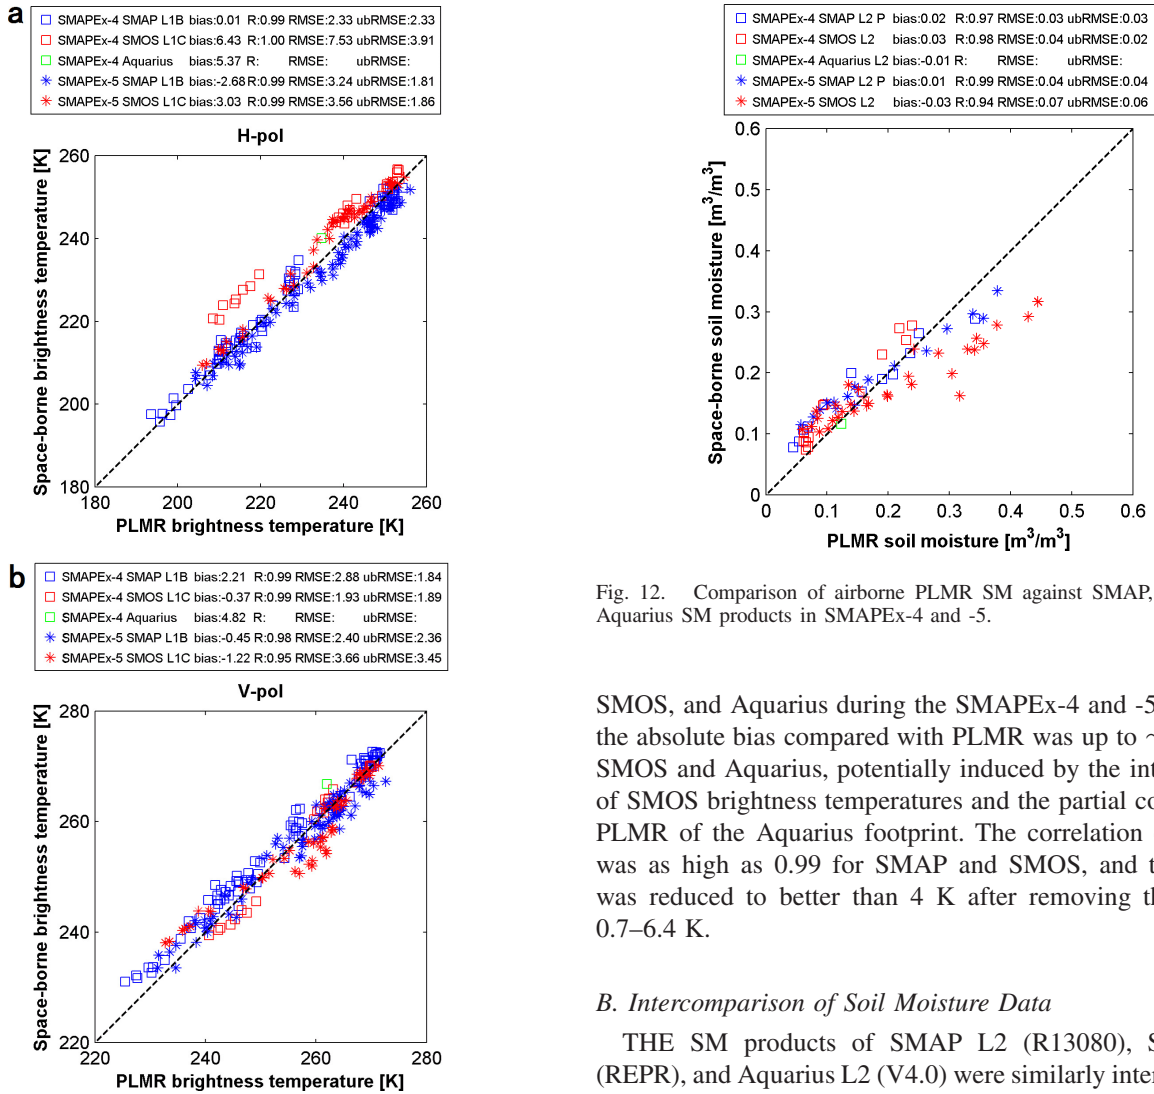 a
SMAPEx-4 SMAP L1B bias:0.01 R:0.99 RMSE:2.33 ubRMSE:2.33
SMAPEx-4 SMOS L1C bias:6.43 R:1.00 RMSE:7.53 ubRMSE:3.91
SMAPEx-4 Aquarius bias:5.37 R: RMSE: ubRMSE:
SMAPEx-5 SMAP L1B bias:-2.68 R:0.99 RMSE:3.24 ubRMSE:1.81
SMAPEx-5 SMOS L1C bias:3.03 R:0.99 RMSE:3.56 ubRMSE:1.86
H-pol
Space-borne brightness temperature [K]
260
240
220
200
180
180 200 220 240 260
PLMR brightness temperature [K]
b
SMAPEx-4 SMAP L1B bias:2.21 R:0.99 RMSE:2.88 ubRMSE:1.84
SMAPEx-4 SMOS L1C bias:-0.37 R:0.99 RMSE:1.93 ubRMSE:1.89
SMAPEx-4 Aquarius bias:4.82 R: RMSE: ubRMSE:
SMAPEx-5 SMAP L1B bias:-0.45 R:0.98 RMSE:2.40 ubRMSE:2.36
SMAPEx-5 SMOS L1C bias:-1.22 R:0.95 RMSE:3.66 ubRMSE:3.45
V-pol
Space-borne brightness temperature [K]
280
260
240
220
220 240 260 280
PLMR brightness temperature [K]
SMAPEx-4 SMAP L2 P bias:0.02 R:0.97 RMSE:0.03 ubRMSE:0.03
SMAPEx-4 SMOS L2 bias:0.03 R:0.98 RMSE:0.04 ubRMSE:0.02
SMAPEx-4 Aquarius L2 bias:-0.01 R: RMSE: ubRMSE:
SMAPEx-5 SMAP L2 P bias:0.01 R:0.99 RMSE:0.04 ubRMSE:0.04
SMAPEx-5 SMOS L2 bias:-0.03 R:0.94 RMSE:0.07 ubRMSE:0.06
Space-borne soil moisture [m³/m³]
0.6
0.5
0.4
0.3
0.2
0.1
0
0 0.1 0.2 0.3 0.4 0.5 0.6
PLMR soil moisture [m³/m³]
Fig. 12. Comparison of airborne PLMR SM against SMAP,
Aquarius SM products in SMAPEx-4 and -5.
SMOS, and Aquarius during the SMAPEx-4 and -5
the absolute bias compared with PLMR was up to ~
SMOS and Aquarius, potentially induced by the int
of SMOS brightness temperatures and the partial co
PLMR of the Aquarius footprint. The correlation
was as high as 0.99 for SMAP and SMOS, and t
was reduced to better than 4 K after removing th
0.7–6.4 K.
B. Intercomparison of Soil Moisture Data
THE SM products of SMAP L2 (R13080), S
(REPR), and Aquarius L2 (V4.0) were similarly inter